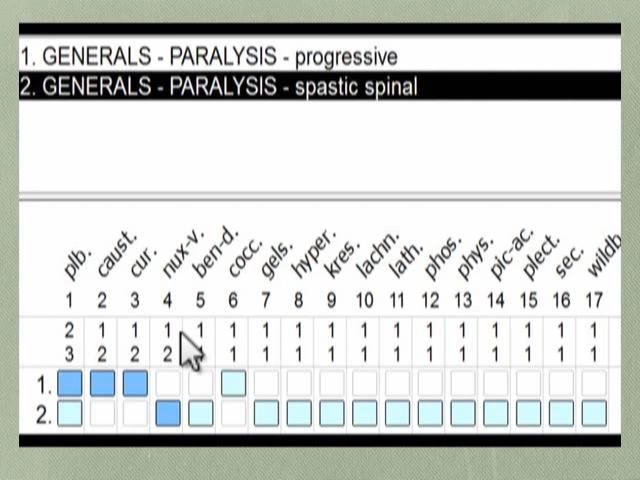 1. GENERALS - PARALYSIS - progressive
2. GENERALS - PARALYSIS - spastic spinal
plb. caust. cur. nux-v. ben-d. cocc. gels. hyper. kres. lachn. lath. phos. phys. pic-ac. plect. sec. wildb
1 2 3 4 5 6 7 8 9 10 11 12 13 14 15 16 17
2 1 1 1 1 1 1 1 1 1 1 1 1 1 1 1 1
3 2 2 2 1 1 1 1 1 1 1 1 1 1 1 1
1.
2.